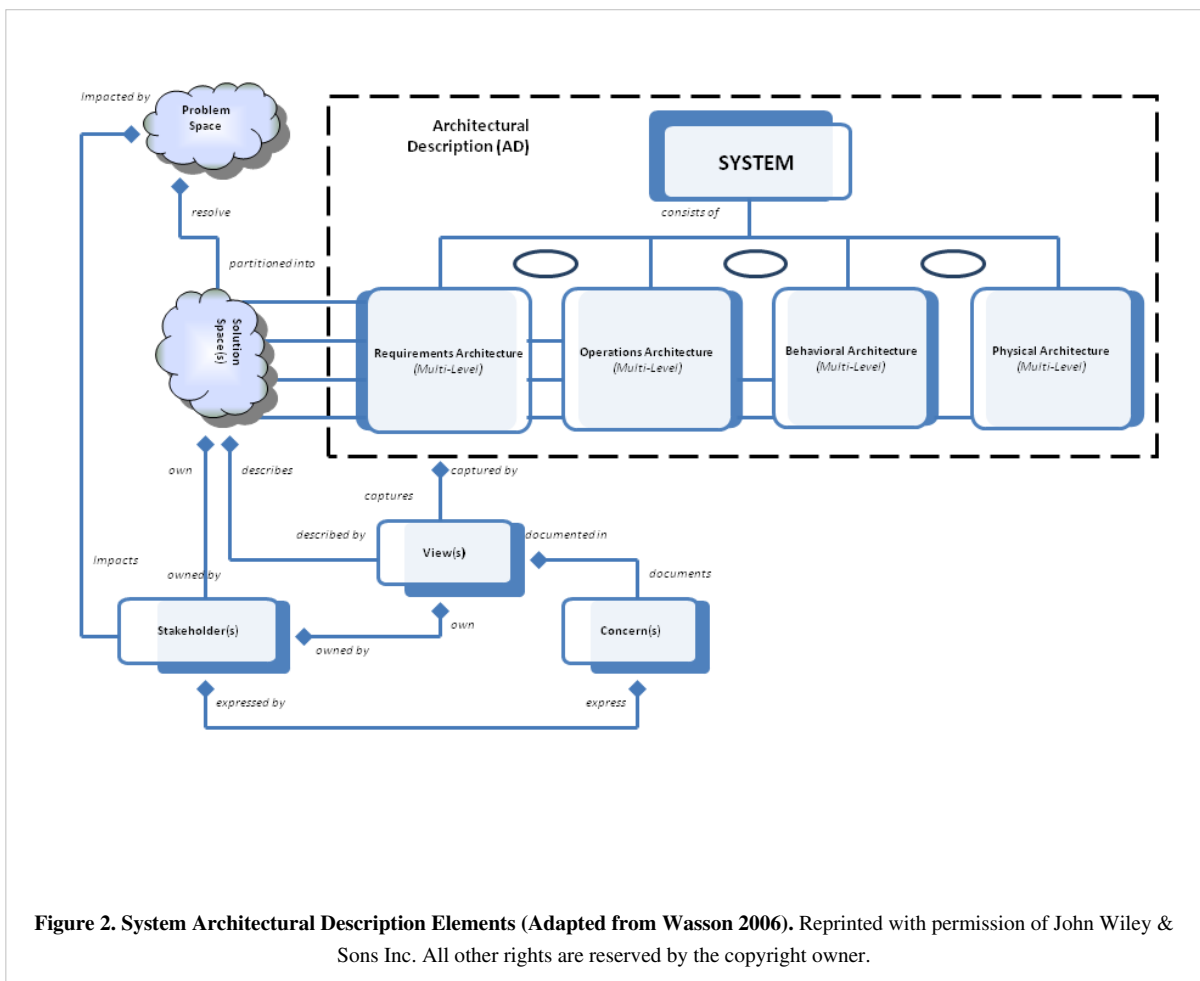 Impacted by
Problem
Space
Architectural
Description (AD)
SYSTEM
resolve
consists of
partitioned into
Solution
Space(s)
Requirements Architecture
(Multi-Level)
Operations Architecture
(Multi-Level)
Behavioral Architecture
(Multi-Level)
Physical Architecture
(Multi-Level)
own
describes
captured by
captures
described by
documented in
View(s)
Impacts
owned by
documents
Stakeholder(s)
own
Concern(s)
owned by
expressed by
express
Figure 2. System Architectural Description Elements (Adapted from Wasson 2006). Reprinted with permission of John Wiley &
Sons Inc. All other rights are reserved by the copyright owner.